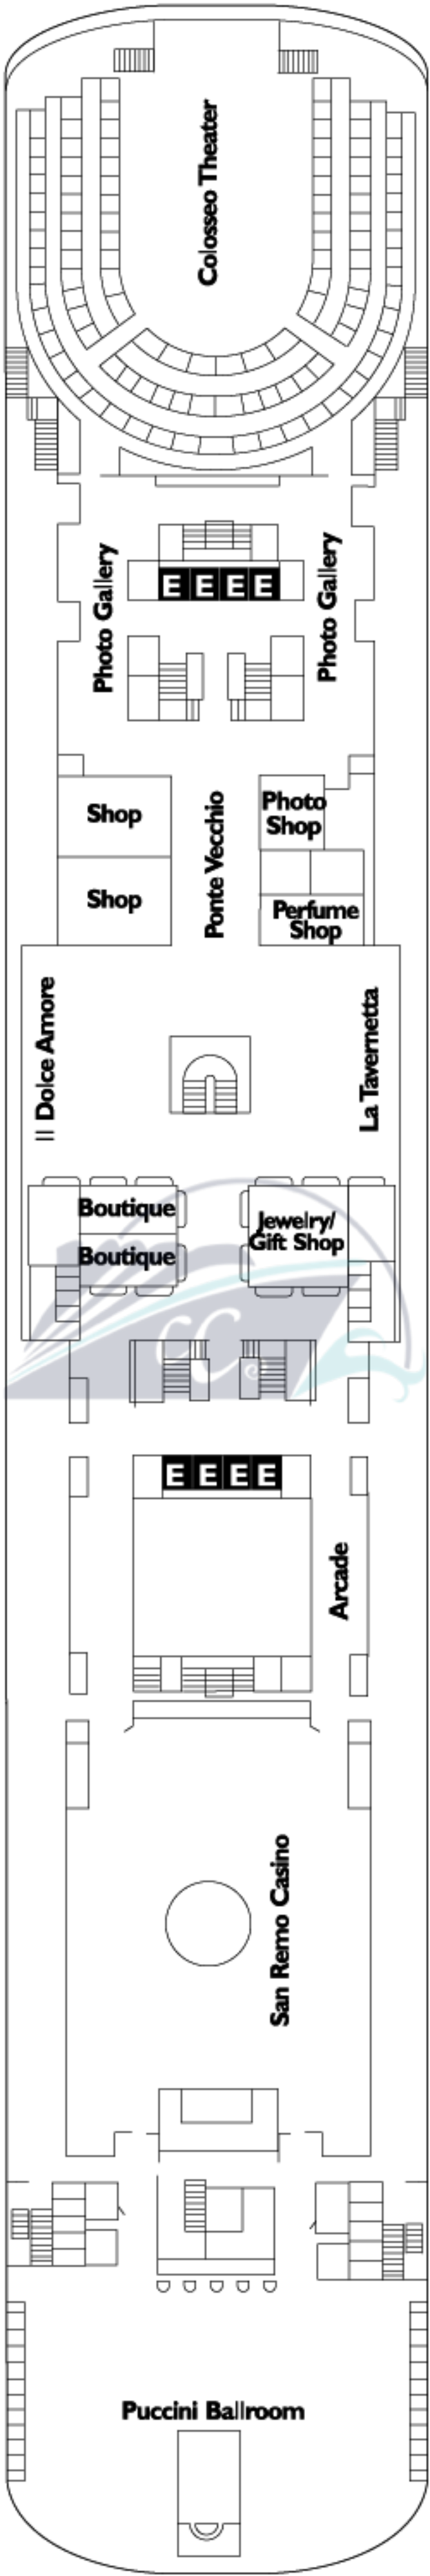 Colosseo Theater
Photo Gallery
Photo Gallery
E E E E
Shop
Photo
Shop
Ponte Vecchio
Shop
Perfume
Shop
Il Dolce Amore
La Tavernetta
Boutique
Jewelry/
Gift Shop
Boutique
CC
E E E E
Arcade
San Remo Casino
Puccini Ballroom